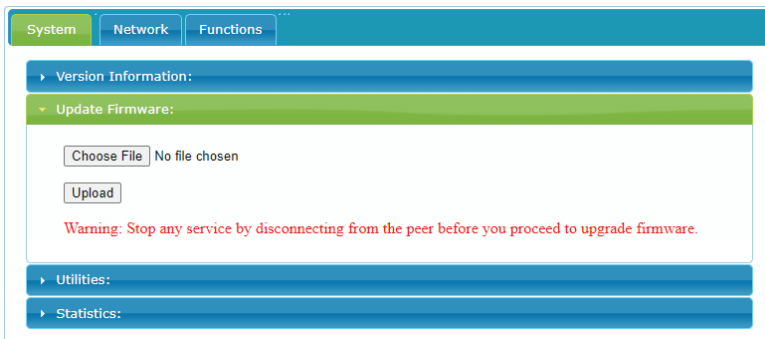 System Network Functions
Version Information:
Update Firmware:
Choose File No file chosen
Upload
Warning: Stop any service by disconnecting from the peer before you proceed to upgrade firmware.
Utilities:
Statistics: